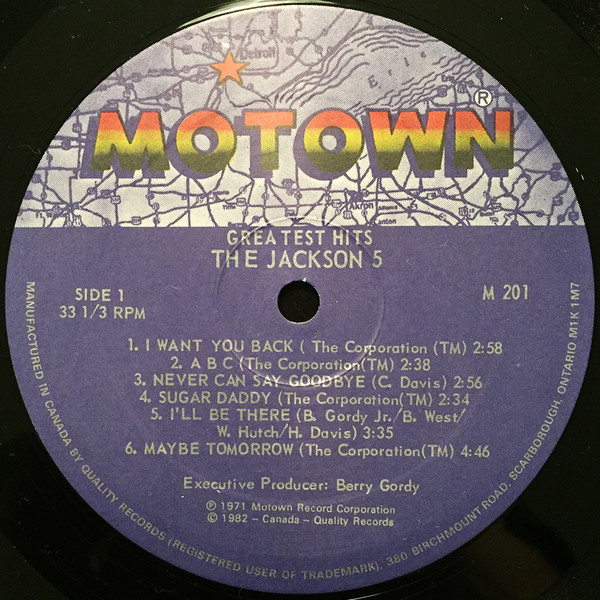 Detroit
Erie
MOTOWN®
Akron
Canton
GREATEST HITS
THE JACKSON 5
SIDE 1
33 1/3 RPM
M 201
1. I WANT YOU BACK ( The Corporation (TM) 2:58
2. A B C (The Corporation(TM) 2:38
3. NEVER CAN SAY GOODBYE (C. Davis) 2:56
4. SUGAR DADDY (The Corporation(TM) 2:34
5. I'LL BE THERE (B. Gordy Jr./B. West/
W. Hutch/H. Davis) 3:35
6. MAYBE TOMORROW (The Corporation(TM) 4:46
Executive Producer: Berry Gordy
℗ 1971 Motown Record Corporation
© 1982 - Canada - Quality Records
MANUFACTURED IN CANADA BY QUALITY RECORDS (REGISTERED USER OF TRADEMARK), 380 BIRCHMOUNT ROAD, SCARBOROUGH, ONTARIO M1K 1M7